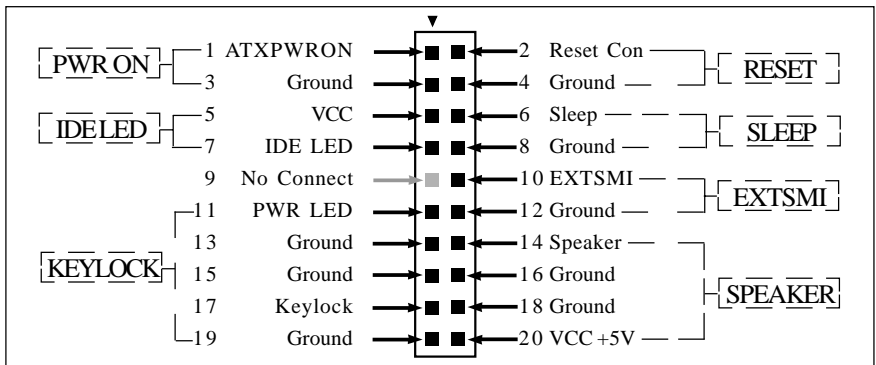 1 ATXPWRON 2 Reset Con
PWR ON RESET
3 Ground 4 Ground
5 VCC 6 Sleep
IDE LED SLEEP
7 IDE LED 8 Ground
9 No Connect 10 EXTSMI
EXTSMI
11 PWR LED 12 Ground
13 Ground 14 Speaker
KEYLOCK
15 Ground 16 Ground
SPEAKER
17 Keylock 18 Ground
19 Ground 20 VCC +5V